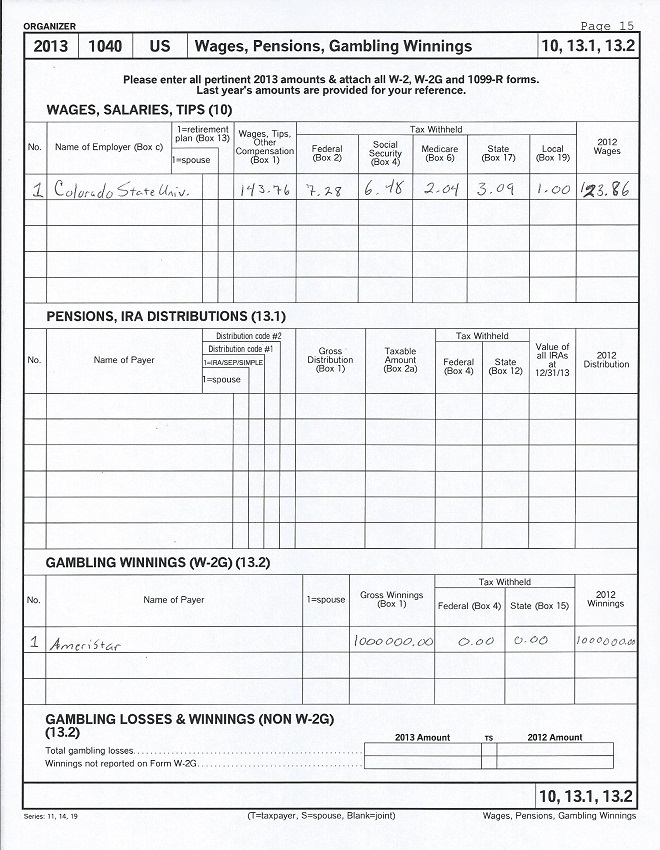 ORGANIZER
Page 15
2013 1040 US Wages, Pensions, Gambling Winnings 10, 13.1, 13.2
Please enter all pertinent 2013 amounts & attach all W-2, W-2G and 1099-R forms.
Last year's amounts are provided for your reference.
WAGES, SALARIES, TIPS (10)
No.
Name of Employer (Box c)
1=retirement
plan (Box 13)
1=spouse
Wages, Tips,
Other
Compensation
(Box 1)
Tax Withheld
Federal
(Box 2)
Social
Security
(Box 4)
Medicare
(Box 6)
State
(Box 17)
Local
(Box 19)
2012
Wages
1 Colorado State Univ. 143.76 7.28 6.48 2.04 3.09 1.00 123.86
PENSIONS, IRA DISTRIBUTIONS (13.1)
No.
Name of Payer
Distribution code #2
Distribution code #1
1=IRA/SEP/SIMPLE
1=spouse
Gross
Distribution
(Box 1)
Taxable
Amount
(Box 2a)
Tax Withheld
Federal
(Box 4)
State
(Box 12)
Value of
all IRAs
at
12/31/13
2012
Distribution
GAMBLING WINNINGS (W-2G) (13.2)
No.
Name of Payer
1=spouse
Gross Winnings
(Box 1)
Tax Withheld
Federal (Box 4)
State (Box 15)
2012
Winnings
1 Ameristar 1000000.00 0.00 0.00 1000000.00
GAMBLING LOSSES & WINNINGS (NON W-2G)
(13.2)
2013 Amount TS 2012 Amount
Total gambling losses
Winnings not reported on Form W-2G
10, 13.1, 13.2
Series: 11, 14, 19
(T=taxpayer, S=spouse, Blank=joint)
Wages, Pensions, Gambling Winnings